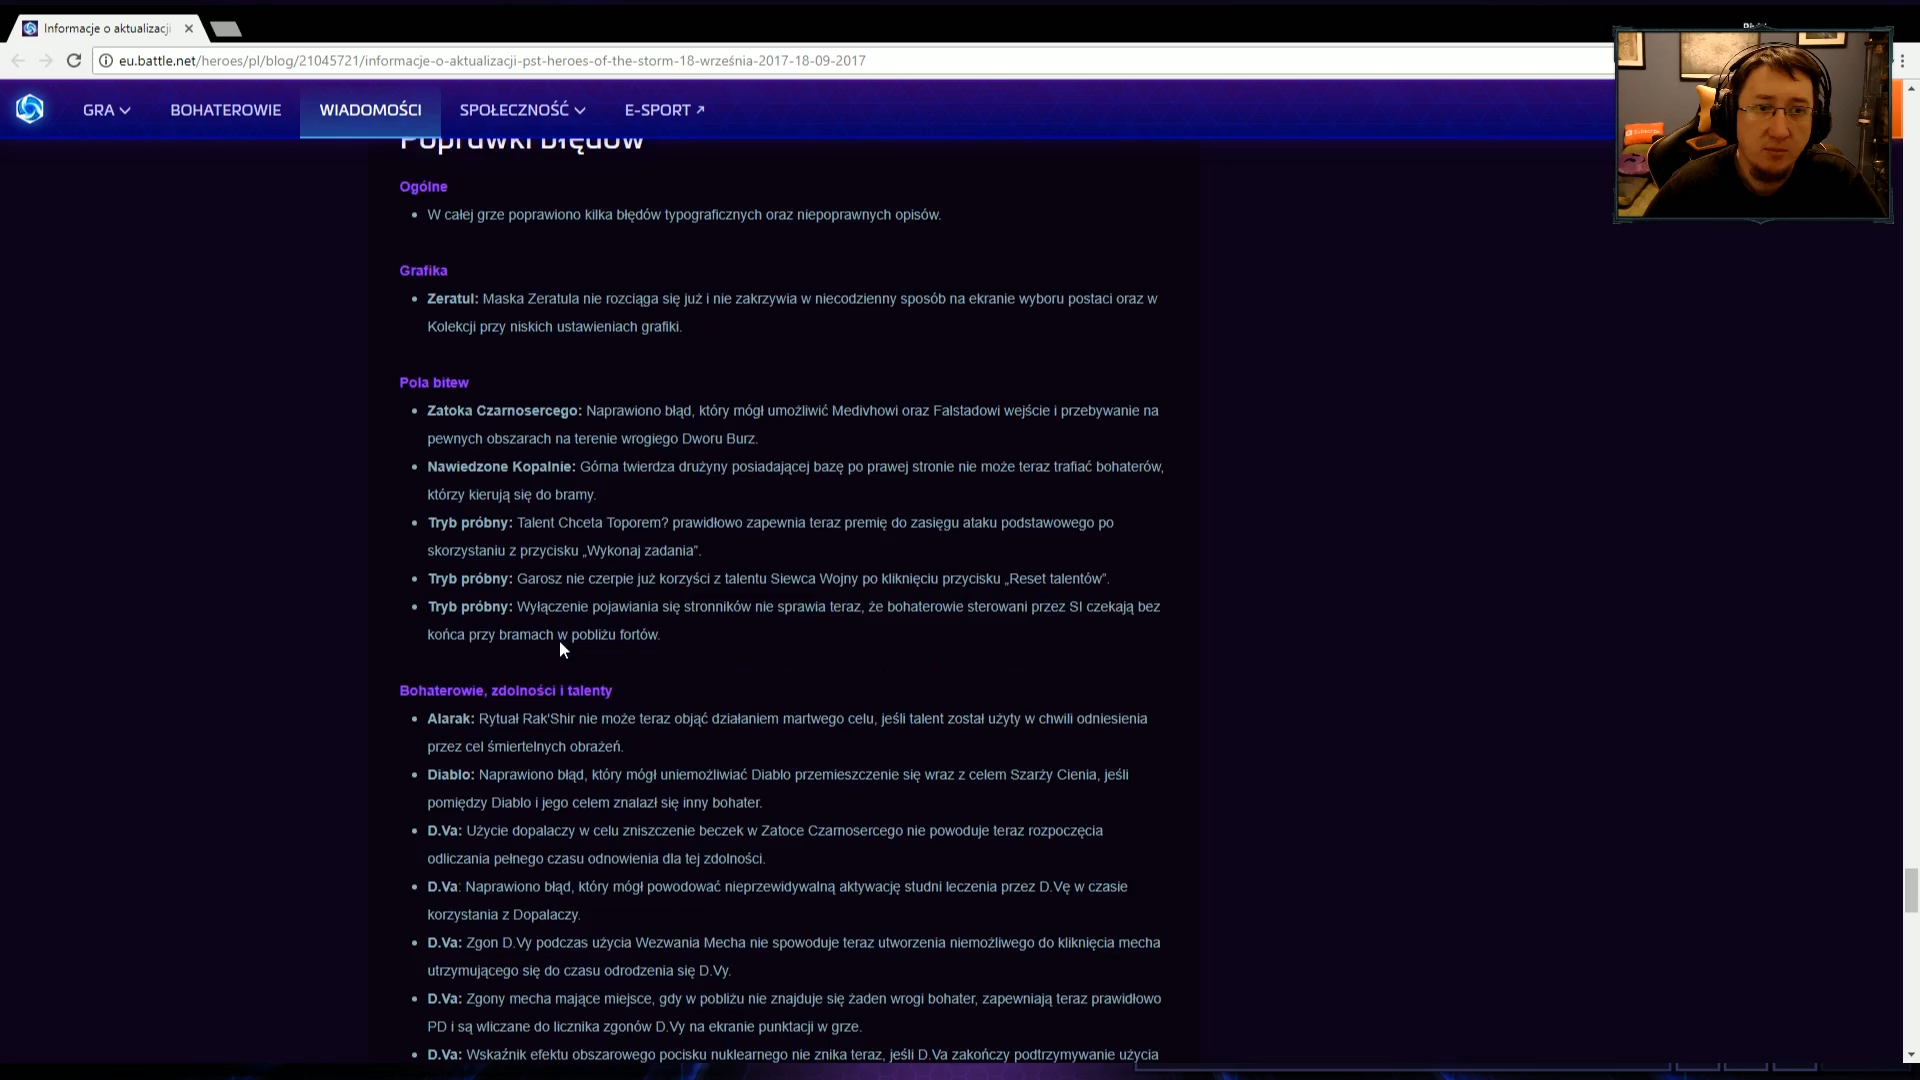 Informacje o aktualizacji
eu.battle.net/heroes/pl/blog/21045721/informacje-o-aktualizacji-pst-heroes-of-the-storm-18-września-2017-18-09-2017
GRA BOHATEROWIE WIADOMOŚCI SPOŁECZNOŚĆ E-SPORT
Poprawki błędów
Ogólne
W całej grze poprawiono kilka błędów typograficznych oraz niepoprawnych opisów.
Grafika
Zeratul: Maska Zeratula nie rozciąga się już i nie zakrzywia w niecodzienny sposób na ekranie wyboru postaci oraz w
Kolekcji przy niskich ustawieniach grafiki.
Pola bitew
Zatoka Czarnosercego: Naprawiono błąd, który mógł umożliwić Medivhowi oraz Falstadowi wejście i przebywanie na
pewnych obszarach na terenie wrogiego Dworu Burz.
Nawiedzone Kopalnie: Górna twierdza drużyny posiadającej bazę po prawej stronie nie może teraz trafiać bohaterów,
którzy kierują się do bramy.
Tryb próbny: Talent Chceta Toporem? prawidłowo zapewnia teraz premię do zasięgu ataku podstawowego po
skorzystaniu z przycisku „Wykonaj zadania”.
Tryb próbny: Garosz nie czerpie już korzyści z talentu Siewca Wojny po kliknięciu przycisku „Reset talentów”.
Tryb próbny: Wyłączenie pojawiania się stronników nie sprawia teraz, że bohaterowie sterowani przez SI czekają bez
końca przy bramach w pobliżu fortów.
Bohaterowie, zdolności i talenty
Alarak: Rytuał Rak'Shir nie może teraz objąć działaniem martwego celu, jeśli talent został użyty w chwili odniesienia
przez cel śmiertelnych obrażeń.
Diablo: Naprawiono błąd, który mógł uniemożliwiać Diablo przemieszczenie się wraz z celem Szarży Cienia, jeśli
pomiędzy Diablo i jego celem znalazł się inny bohater.
D.Va: Użycie dopalaczy w celu zniszczenie beczek w Zatoce Czarnosercego nie powoduje teraz rozpoczęcia
odliczania pełnego czasu odnowienia dla tej zdolności.
D.Va: Naprawiono błąd, który mógł powodować nieprzewidywalną aktywację studni leczenia przez D.Vę w czasie
korzystania z Dopalaczy.
D.Va: Zgon D.Vy podczas użycia Wezwania Mecha nie spowoduje teraz utworzenia niemożliwego do kliknięcia mecha
utrzymującego się do czasu odrodzenia się D.Vy.
D.Va: Zgony mecha mające miejsce, gdy w pobliżu nie znajduje się żaden wrogi bohater, zapewniają teraz prawidłowo
PD i są wliczane do licznika zgonów D.Vy na ekranie punktacji w grze.
D.Va: Wskaźnik efektu obszarowego pocisku nuklearnego nie znika teraz, jeśli D.Va zakończy podtrzymywanie użycia